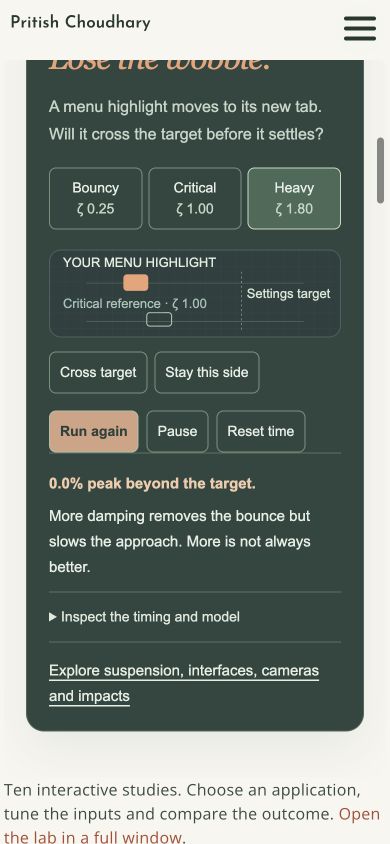 Pritish Choudhary
Lose the wobble.
A menu highlight moves to its new tab.
Will it cross the target before it settles?
Bouncy
ζ 0.25
Critical
ζ 1.00
Heavy
ζ 1.80
YOUR MENU HIGHLIGHT
Settings target
Critical reference · ζ 1.00
Cross target
Stay this side
Run again
Pause
Reset time
0.0% peak beyond the target.
More damping removes the bounce but
slows the approach. More is not always
better.
▶ Inspect the timing and model
Explore suspension, interfaces, cameras
and impacts
Ten interactive studies. Choose an application,
tune the inputs and compare the outcome. Open
the lab in a full window.